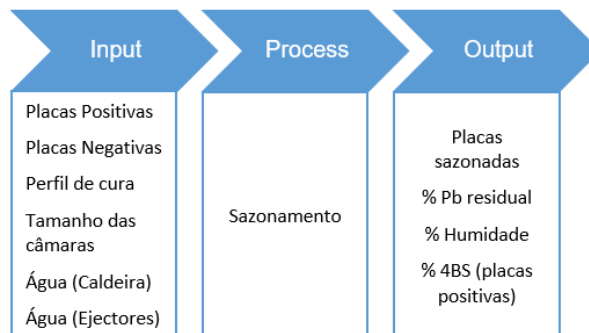 Input
Process
Output
Placas Positivas
Placas Negativas
Perfil de cura
Tamanho das
câmaras
Água (Caldeira)
Água (Ejectores)
Sazonamento
Placas
sazonadas
% Pb residual
% Humidade
% 4BS (placas
positivas)